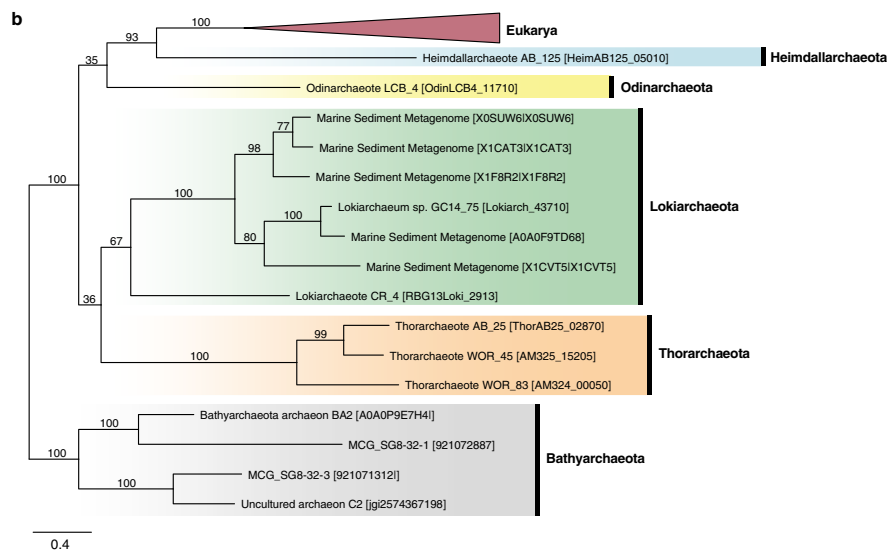 b
100
Eukarya
93
35
Heimdallarchaeote AB_125 [HeimAB125_05010]
Heimdallarchaeota
Odinarchaeote LCB_4 [OdinLCB4_11710]
Odinarchaeota
77
Marine Sediment Metagenome [X0SUW6|X0SUW6]
98
Marine Sediment Metagenome [X1CAT3|X1CAT3]
Marine Sediment Metagenome [X1F8R2|X1F8R2]
100
100
Lokiarchaeum sp. GC14_75 [Lokiarch_43710]
Lokiarchaeota
100
80
Marine Sediment Metagenome [A0A0F9TD68]
67
Marine Sediment Metagenome [X1CVT5|X1CVT5]
36
Lokiarchaeote CR_4 [RBG13Loki_2913]
99
Thorarchaeote AB_25 [ThorAB25_02870]
100
Thorarchaeote WOR_45 [AM325_15205]
Thorarchaeota
Thorarchaeote WOR_83 [AM324_00050]
100
Bathyarchaeota archaeon BA2 [A0A0P9E7H4|]
100
MCG_SG8-32-1 [921072887]
Bathyarchaeota
100
MCG_SG8-32-3 [921071312|]
Uncultured archaeon C2 [jgi2574367198]
0.4